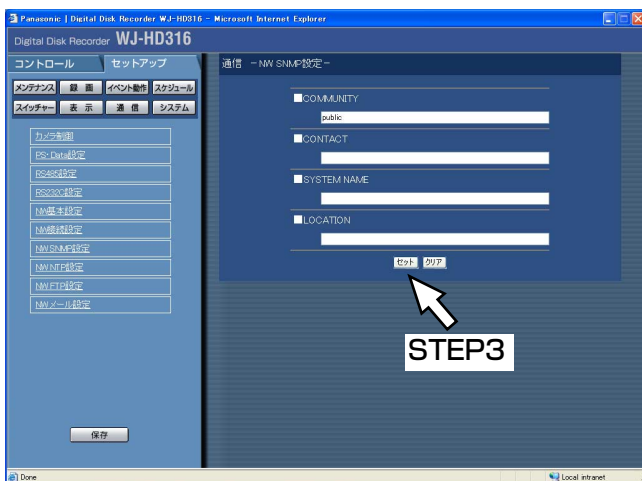 Panasonic | Digital Disk Recorder WJ-HD316 - Microsoft Internet Explorer
Digital Disk Recorder WJ-HD316
コントロール セットアップ
メンテナンス 録 画 イベント動作 スケジュール
スイッチャー 表 示 通 信 システム
カメラ制御
PS・Data設定
RS485設定
RS232C設定
NW基本設定
NW接続設定
NW SNMP設定
NW NTP設定
NW FTP設定
NW メール設定
保存
通信 −NW SNMP設定−
■COMMUNITY
public
■CONTACT
■SYSTEM NAME
■LOCATION
セット クリア
STEP3
Done
Local intranet